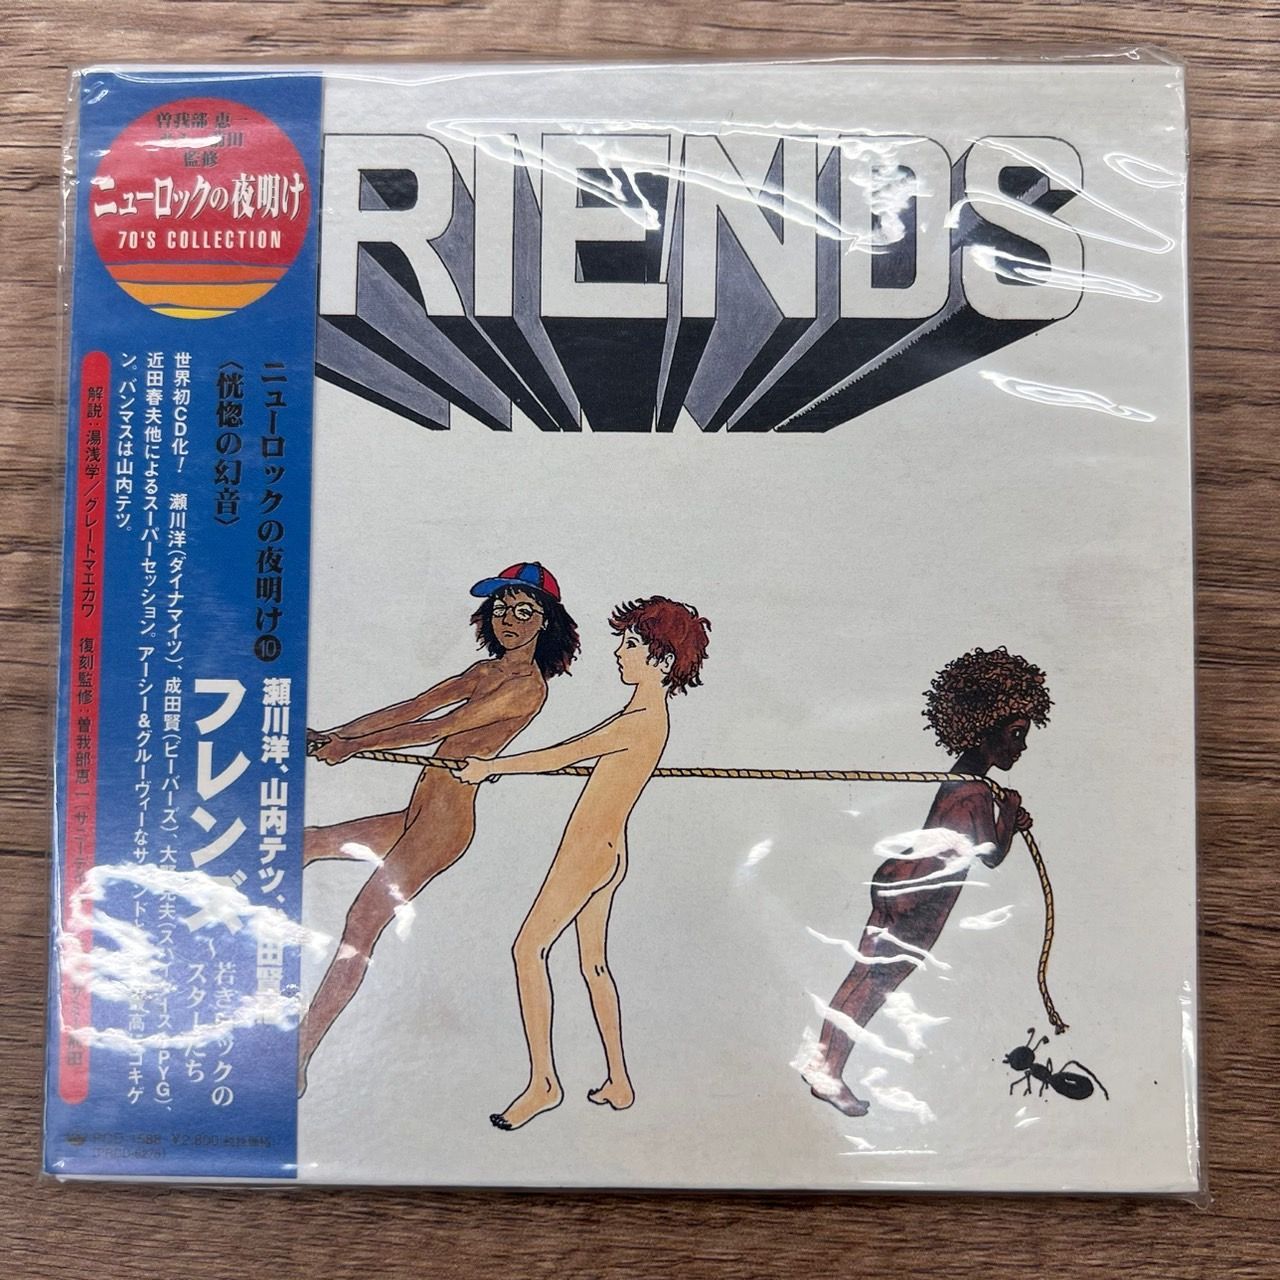 曽我部 恵一
監修
ニューロックの夜明け
70'S COLLECTION
RIENDS
ニューロックの夜明け⑩
〈恍惚の幻音〉
瀬川洋、山内テツ、
フレンズ
〜若き
スターたち
世界初CD化! 瀬川洋(ダイナマイツ)、成田賢(ビーバーズ)、
近田春夫他によるスーパーセッション。アーシー&グルーヴィーなサ
ン。バンマスは山内テツ。
解説:湯浅学/グレートマエカワ 復刻監修:曽我部恵一
PCD-1588 ¥2,800